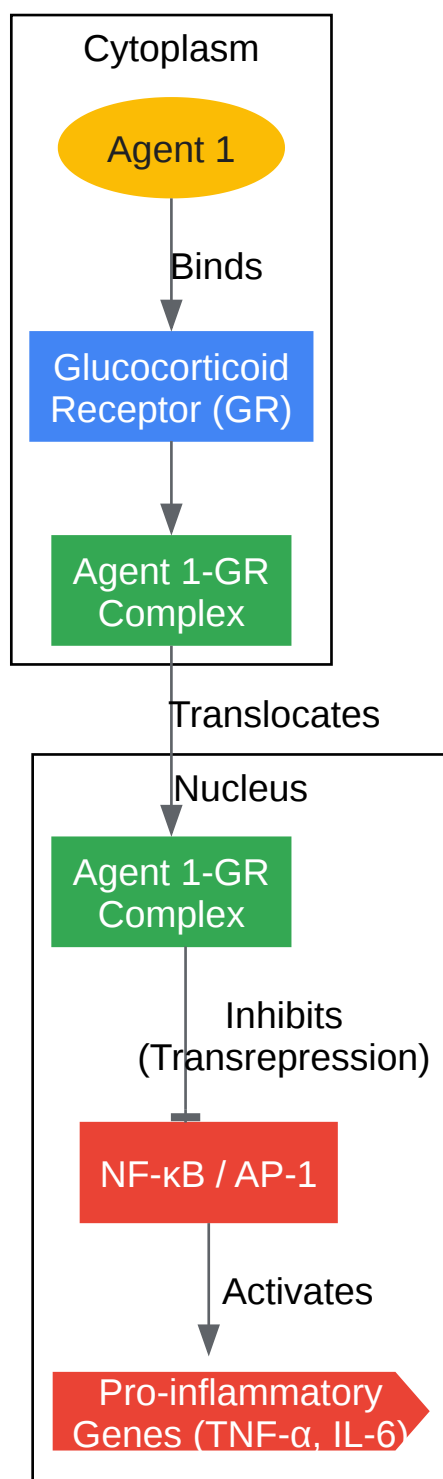 Cytoplasm
Agent 1
Binds
Glucocorticoid
Receptor (GR)
Agent 1-GR
Complex
Translocates
Nucleus
Agent 1-GR
Complex
Inhibits
(Transrepression)
NF-κB / AP-1
Activates
Pro-inflammatory
Genes (TNF-α, IL-6)